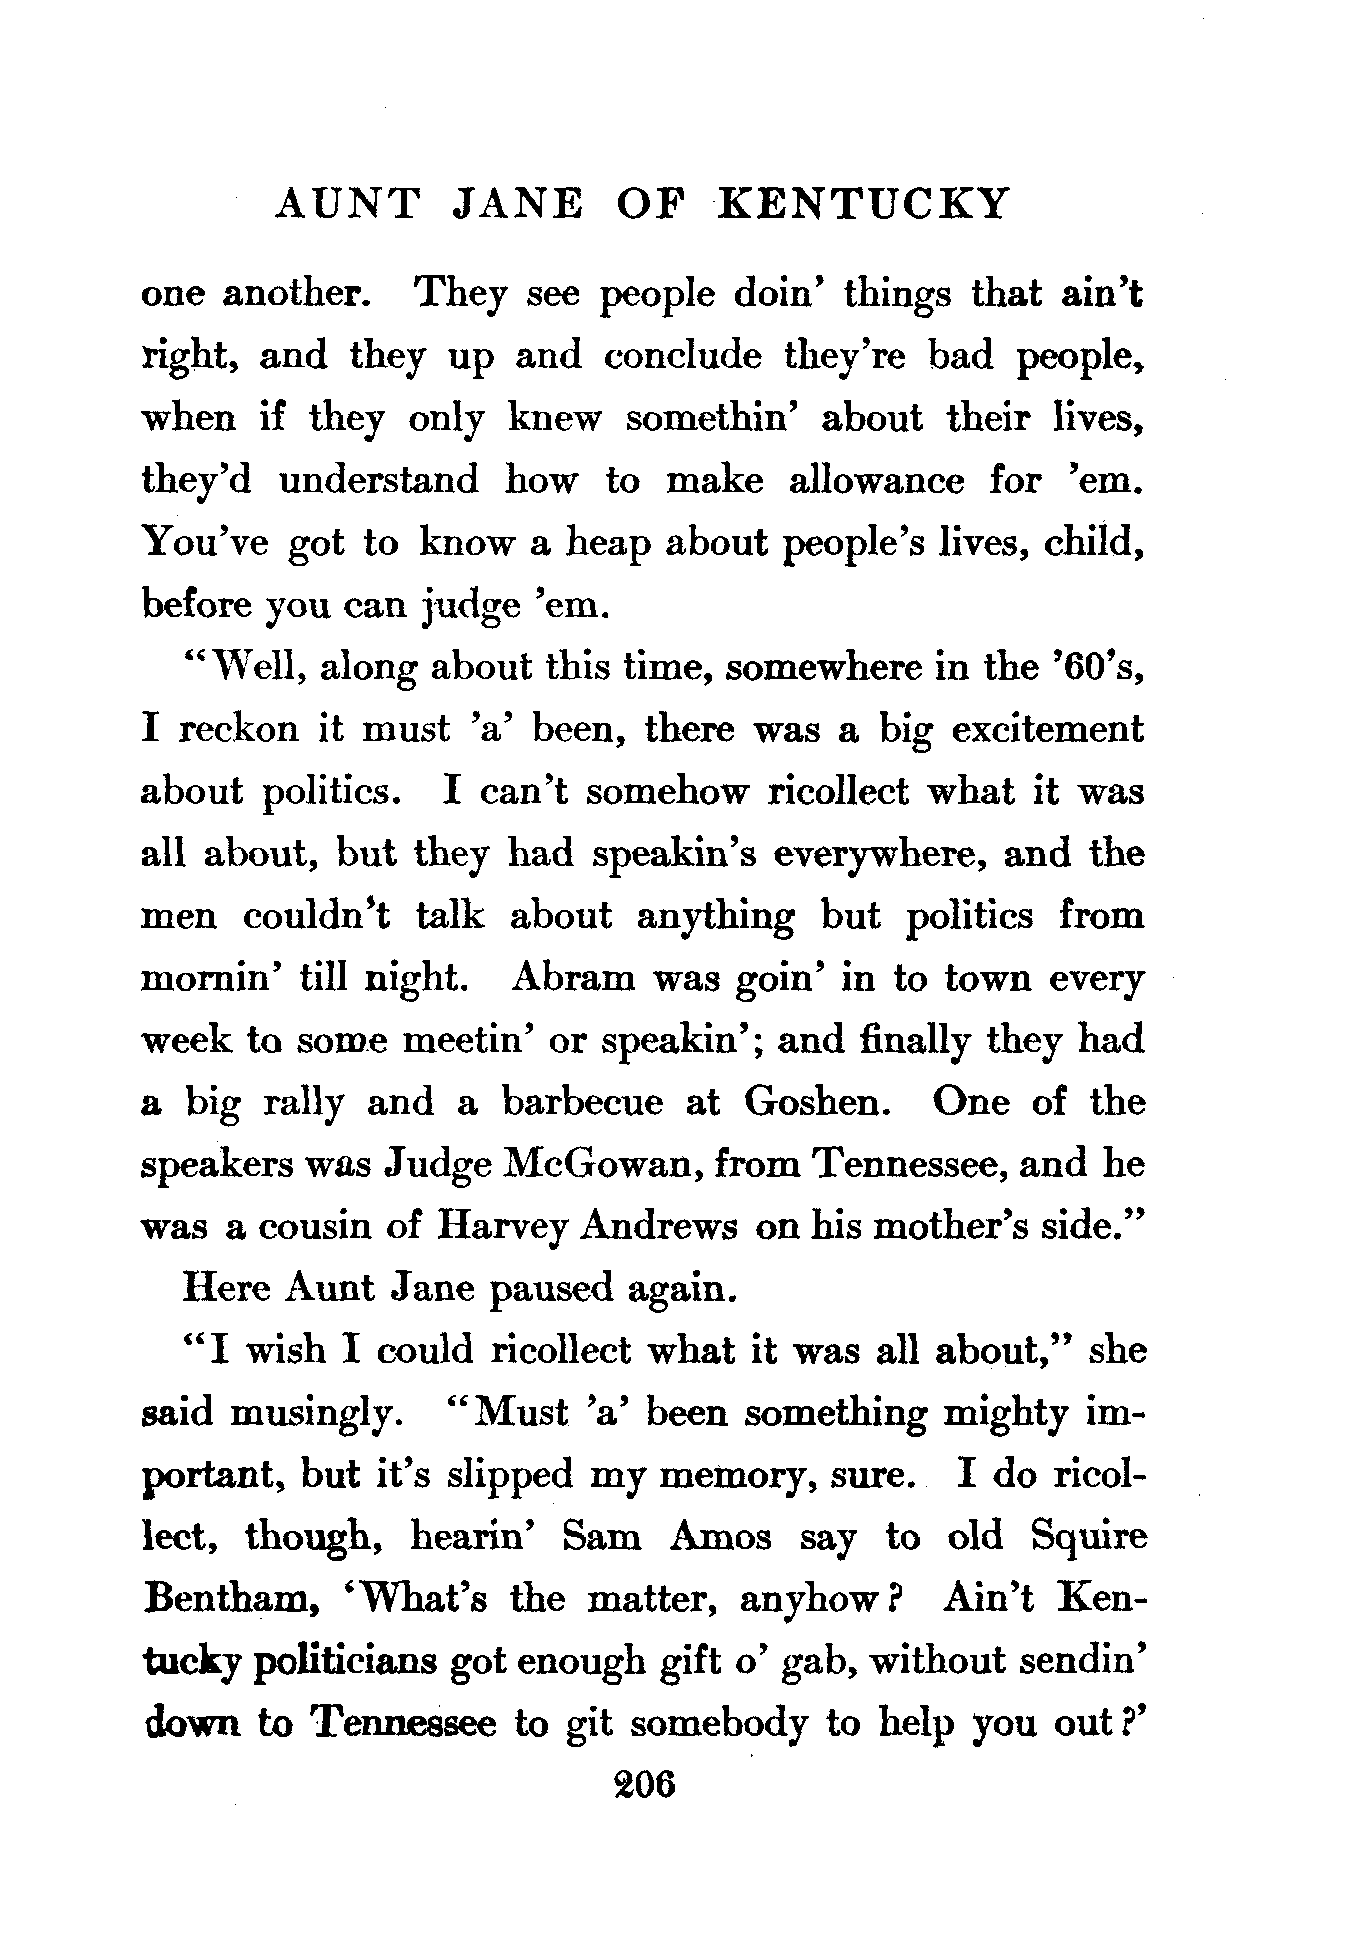 AUNT JANE OF KENTUCKY
one another. They see people doin’ things that ain’t
right, and they up and conclude they’re bad people,
when if they only knew somethin’ about their lives,
they’d understand how to make allowance for ’em.
You’ve got to know a heap about people’s lives, child,
before you can judge ’em.
“Well, along about this time, somewhere in the ’60’s,
I reckon it must ’a’ been, there was a big excitement
about politics. I can’t somehow ricollect what it was
all about, but they had speakin’s everywhere, and the
men couldn’t talk about anything but politics from
mornin’ till night. Abram was goin’ in to town every
week to some meetin’ or speakin’; and finally they had
a big rally and a barbecue at Goshen. One of the
speakers was Judge McGowan, from Tennessee, and he
was a cousin of Harvey Andrews on his mother’s side.”
Here Aunt Jane paused again.
“I wish I could ricollect what it was all about,” she
said musingly. “Must ’a’ been something mighty im-
portant, but it’s slipped my memory, sure. I do ricol-
lect, though, hearin’ Sam Amos say to old Squire
Bentham, ‘What’s the matter, anyhow? Ain’t Ken-
tucky politicians got enough gift o’ gab, without sendin’
down to Tennessee to git somebody to help you out?’
206